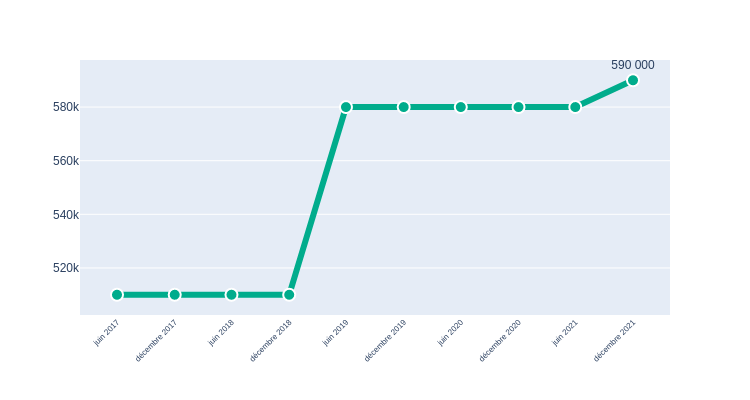 590 000
580k
560k
540k
520k
juin 2017
décembre 2017
juin 2018
décembre 2018
juin 2019
décembre 2019
juin 2020
décembre 2020
juin 2021
décembre 2021